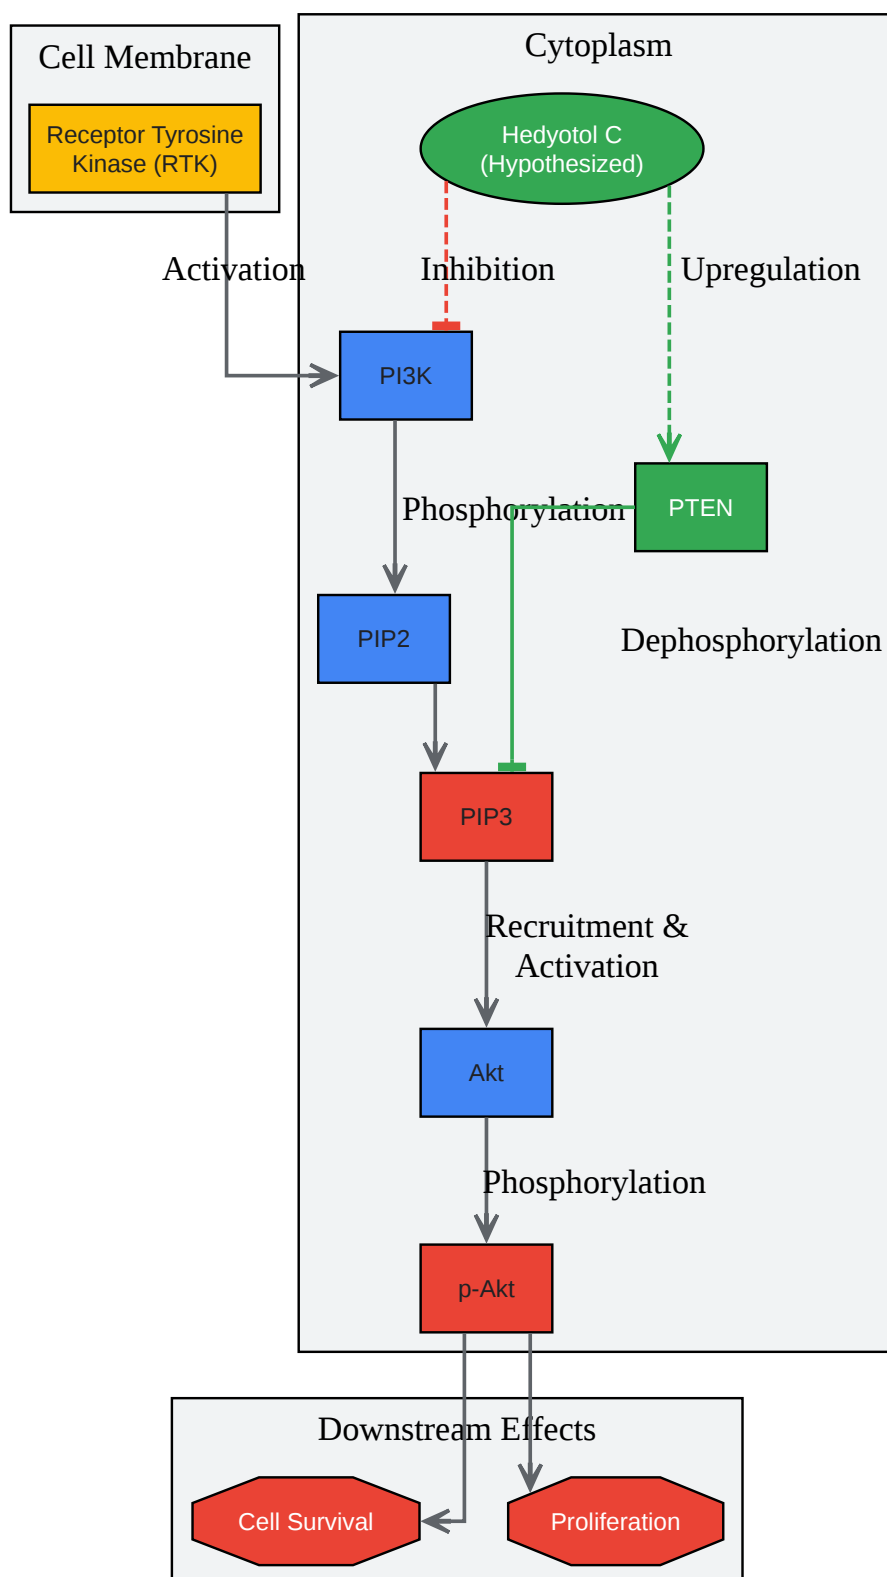 Cell Membrane
Receptor Tyrosine
Kinase (RTK)
Cytoplasm
Hedyotol C
(Hypothesized)
Activation
Inhibition
Upregulation
PI3K
Phosphorylation
PTEN
PIP2
Dephosphorylation
PIP3
Recruitment &
Activation
Akt
Phosphorylation
p-Akt
Downstream Effects
Cell Survival
Proliferation